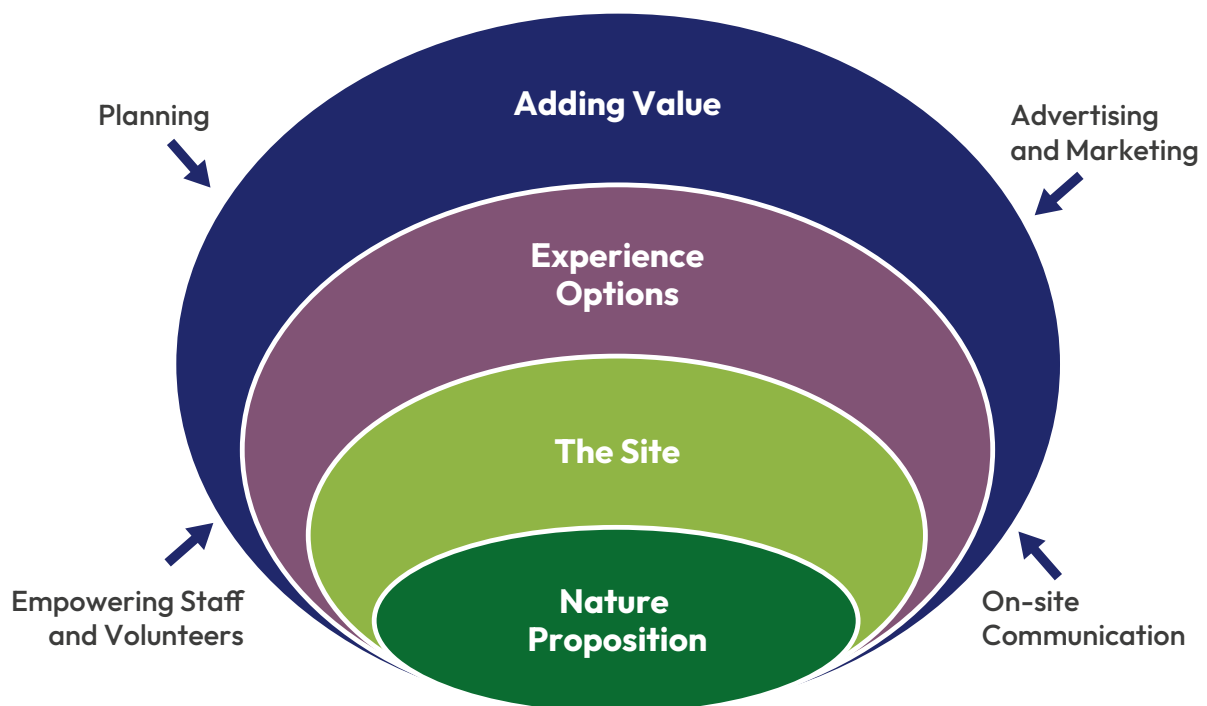 Adding Value
Planning
Advertising
and Marketing
Experience
Options
The Site
Nature
Proposition
Empowering Staff
and Volunteers
On-site
Communication